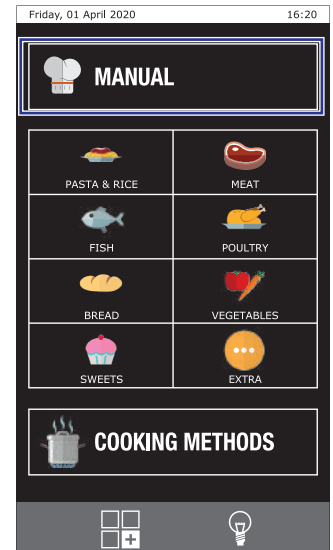 Friday, 01 April 2020 16:20
MANUAL
PASTA & RICE MEAT
FISH POULTRY
BREAD VEGETABLES
SWEETS EXTRA
COOKING METHODS